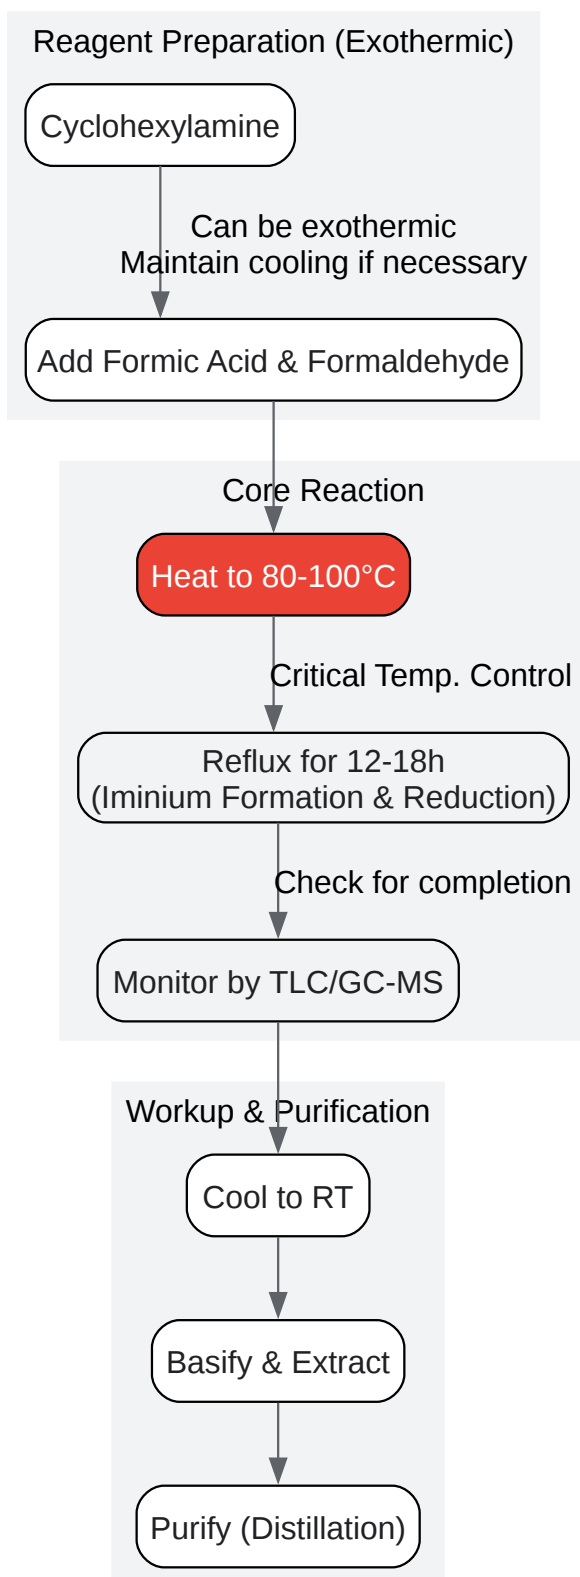 Reagent Preparation (Exothermic)
Cyclohexylamine
Can be exothermic
Maintain cooling if necessary
Add Formic Acid & Formaldehyde
Core Reaction
Heat to 80-100°C
Critical Temp. Control
Reflux for 12-18h
(Iminium Formation & Reduction)
Check for completion
Monitor by TLC/GC-MS
Workup & Purification
Cool to RT
Basify & Extract
Purify (Distillation)